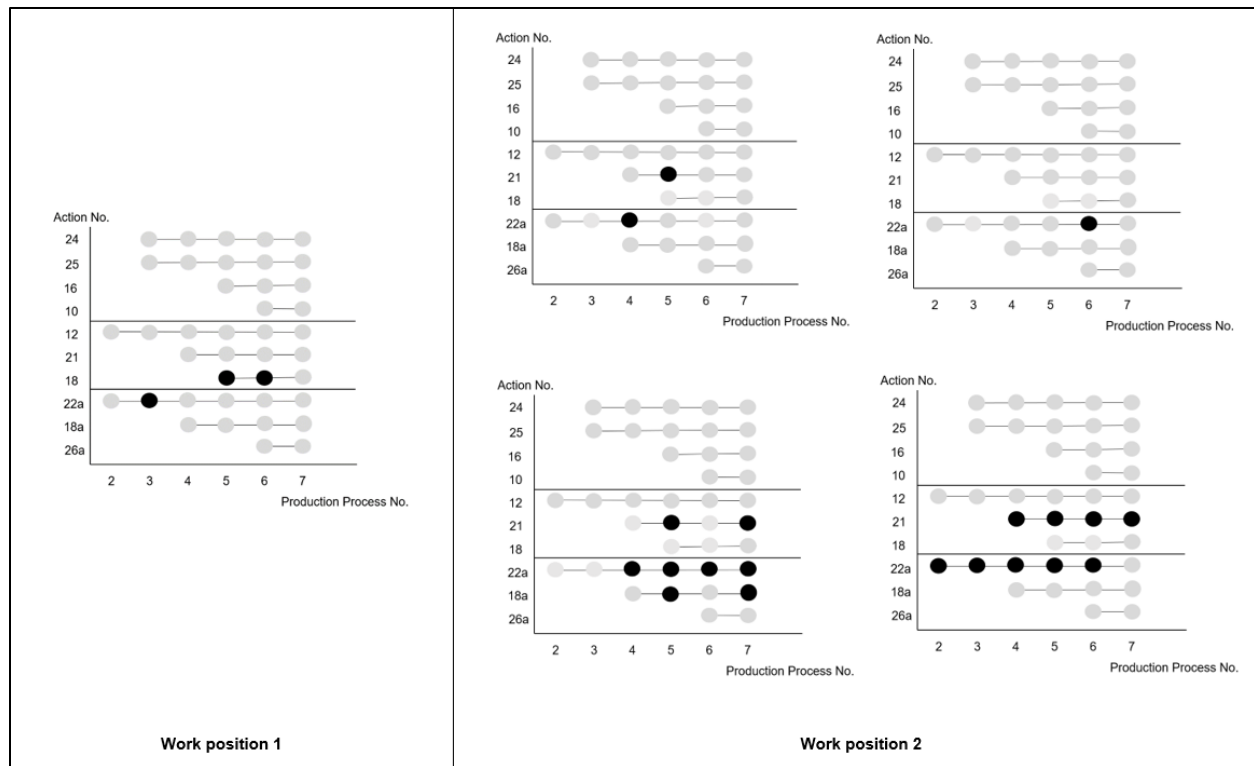 Action No.
24
25
16
10
12
21
18
22a
18a
26a
2 3 4 5 6 7
Production Process No.
Work position 1
Action No.
24
25
16
10
12
21
18
22a
18a
26a
2 3 4 5 6 7
Production Process No.
Action No.
24
25
16
10
12
21
18
22a
18a
26a
2 3 4 5 6 7
Production Process No.
Action No.
24
25
16
10
12
21
18
22a
18a
26a
2 3 4 5 6 7
Production Process No.
Action No.
24
25
16
10
12
21
18
22a
18a
26a
2 3 4 5 6 7
Production Process No.
Work position 2